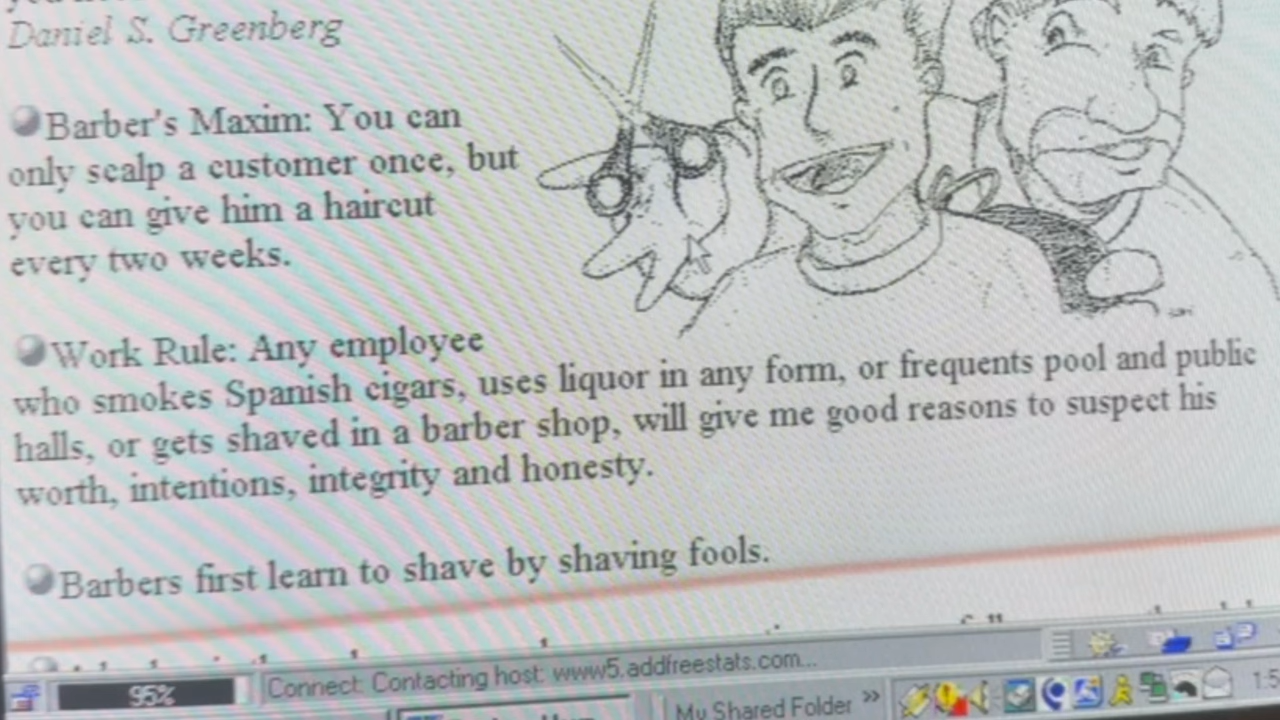 Daniel S. Greenberg
Barber's Maxim: You can
only scalp a customer once, but
you can give him a haircut
every two weeks.
Work Rule: Any employee
who smokes Spanish cigars, uses liquor in any form, or frequents pool and public
halls, or gets shaved in a barber shop, will give me good reasons to suspect his
worth, intentions, integrity and honesty.
Barbers first learn to shave by shaving fools.
95%
Connect: Contacting host: www5.addfreestats.com...
My Shared Folder »
1:5